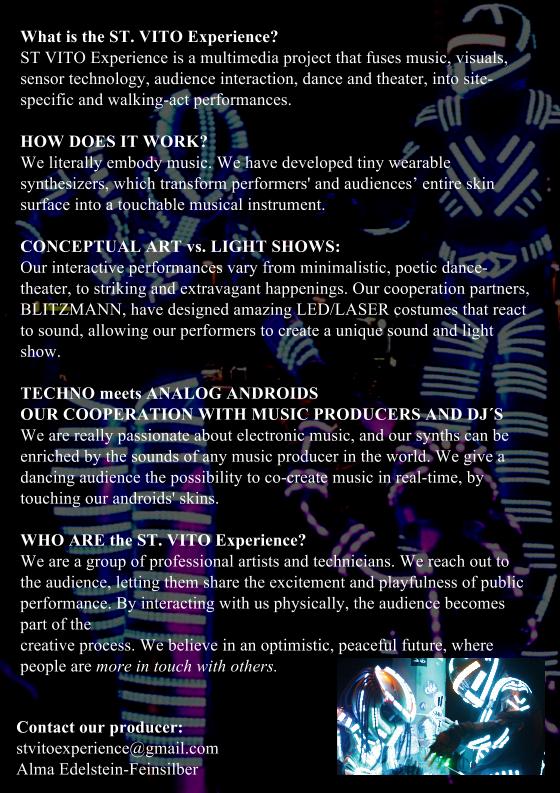 What is the ST. VITO Experience?
ST VITO Experience is a multimedia project that fuses music, visuals,
sensor technology, audience interaction, dance and theater, into site-
specific and walking-act performances.
HOW DOES IT WORK?
We literally embody music. We have developed tiny wearable
synthesizers, which transform performers' and audiences’ entire skin
surface into a touchable musical instrument.
CONCEPTUAL ART vs. LIGHT SHOWS:
Our interactive performances vary from minimalistic, poetic dance-
theater, to striking and extravagant happenings. Our cooperation partners,
BLITZMANN, have designed amazing LED/LASER costumes that react
to sound, allowing our performers to create a unique sound and light
show.
TECHNO meets ANALOG ANDROIDS
OUR COOPERATION WITH MUSIC PRODUCERS AND DJ´S
We are really passionate about electronic music, and our synths can be
enriched by the sounds of any music producer in the world. We give a
dancing audience the possibility to co-create music in real-time, by
touching our androids' skins.
WHO ARE the ST. VITO Experience?
We are a group of professional artists and technicians. We reach out to
the audience, letting them share the excitement and playfulness of public
performance. By interacting with us physically, the audience becomes
part of the
creative process. We believe in an optimistic, peaceful future, where
people are more in touch with others.
Contact our producer:
stvitoexperience@gmail.com
Alma Edelstein-Feinsilber